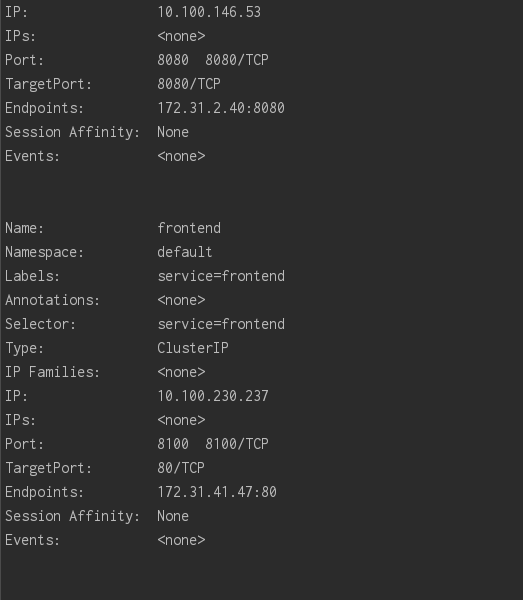 IP:                10.100.146.53
IPs:               <none>
Port:              8080  8080/TCP
TargetPort:        8080/TCP
Endpoints:         172.31.2.40:8080
Session Affinity:  None
Events:            <none>
Name:              frontend
Namespace:         default
Labels:            service=frontend
Annotations:       <none>
Selector:          service=frontend
Type:              ClusterIP
IP Families:       <none>
IP:                10.100.230.237
IPs:               <none>
Port:              8100  8100/TCP
TargetPort:        80/TCP
Endpoints:         172.31.41.47:80
Session Affinity:  None
Events:            <none>